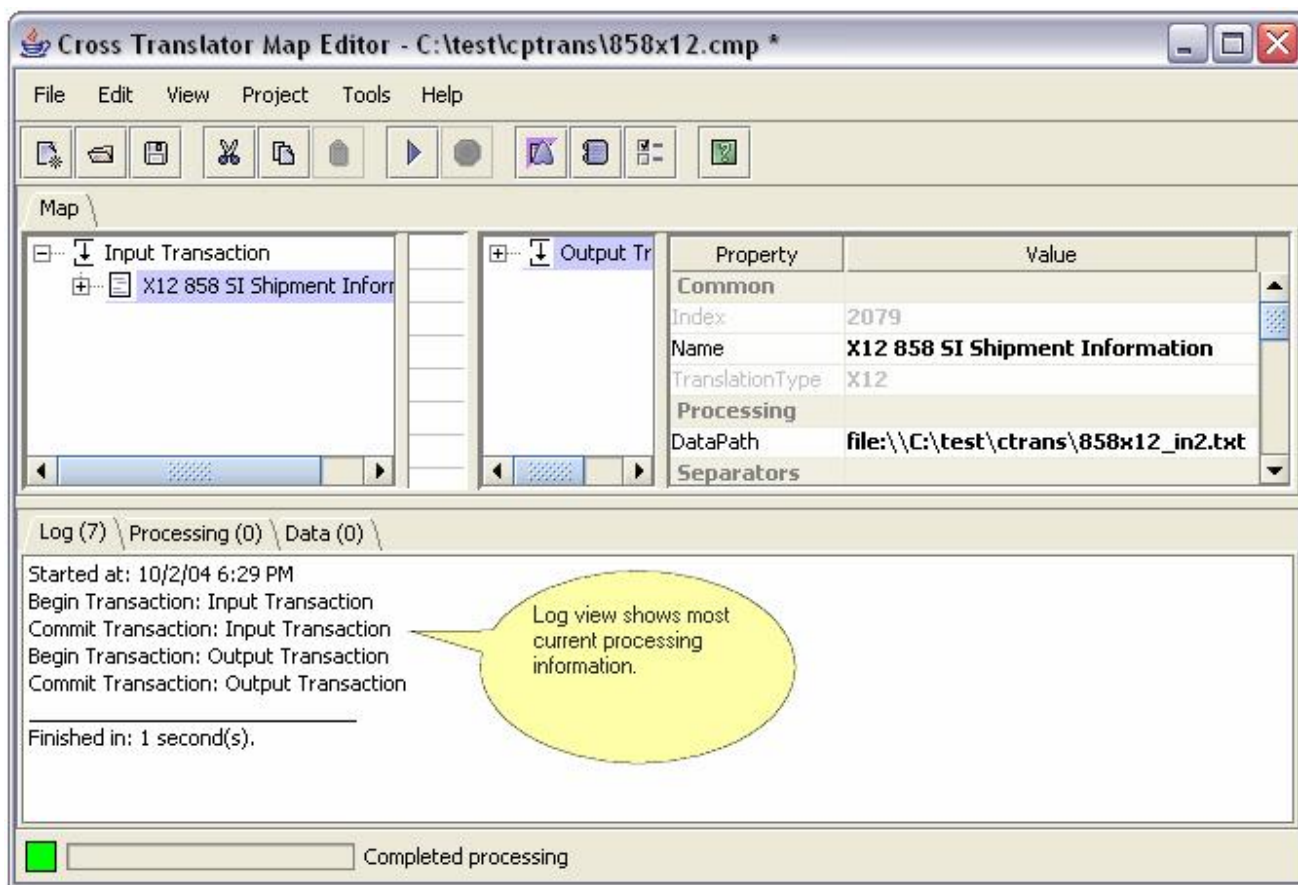 Cross Translator Map Editor - C:\test\cptrans\858x12.cmp *
File Edit View Project Tools Help
Map
Input Transaction
X12 858 SI Shipment Inforr
Output Tr
Property Value
Common
Index 2079
Name X12 858 SI Shipment Information
TranslationType X12
Processing
DataPath file:\\C:\test\ctrans\858x12_in2.txt
Separators
Log (7) Processing (0) Data (0)
Started at: 10/2/04 6:29 PM
Begin Transaction: Input Transaction
Commit Transaction: Input Transaction
Begin Transaction: Output Transaction
Commit Transaction: Output Transaction
Finished in: 1 second(s).
Log view shows most
current processing
information.
Completed processing